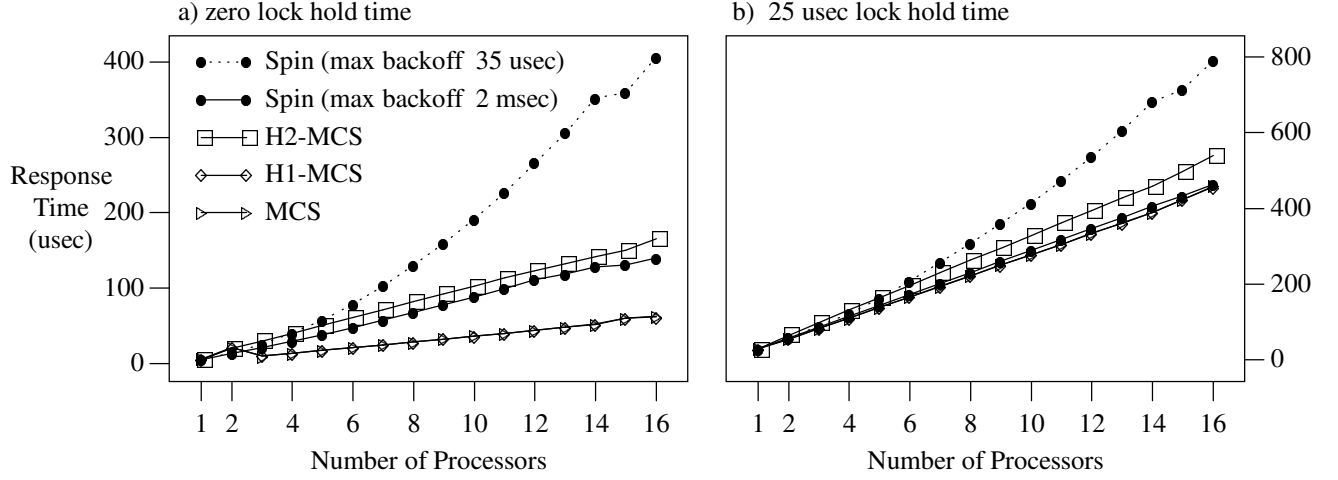 a) zero lock hold time
b) 25 usec lock hold time
Spin (max backoff 35 usec)
Spin (max backoff 2 msec)
H2-MCS
H1-MCS
MCS
Response
Time
(usec)
400
300
200
100
0
800
600
400
200
0
1 2 4 6 8 10 12 14 16
1 2 4 6 8 10 12 14 16
Number of Processors
Number of Processors